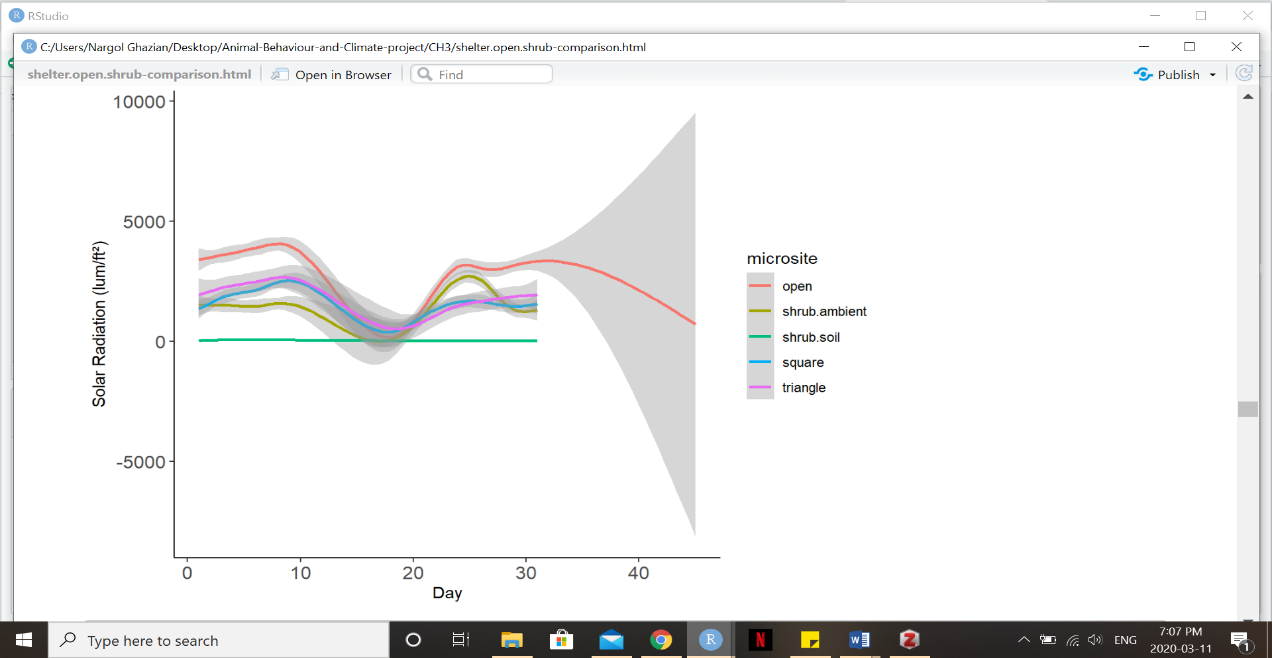 RStudio
C:/Users/Nargol Ghazian/Desktop/Animal-Behaviour-and-Climate-project/CH3/shelter.open.shrub-comparison.html
shelter.open.shrub-comparison.html Open in Browser Find Publish
10000
5000
0
-5000
Solar Radiation (lum/ft²)
0 10 20 30 40
Day
microsite
open
shrub.ambient
shrub.soil
square
triangle
Type here to search
ENG
7:07 PM
2020-03-11
1